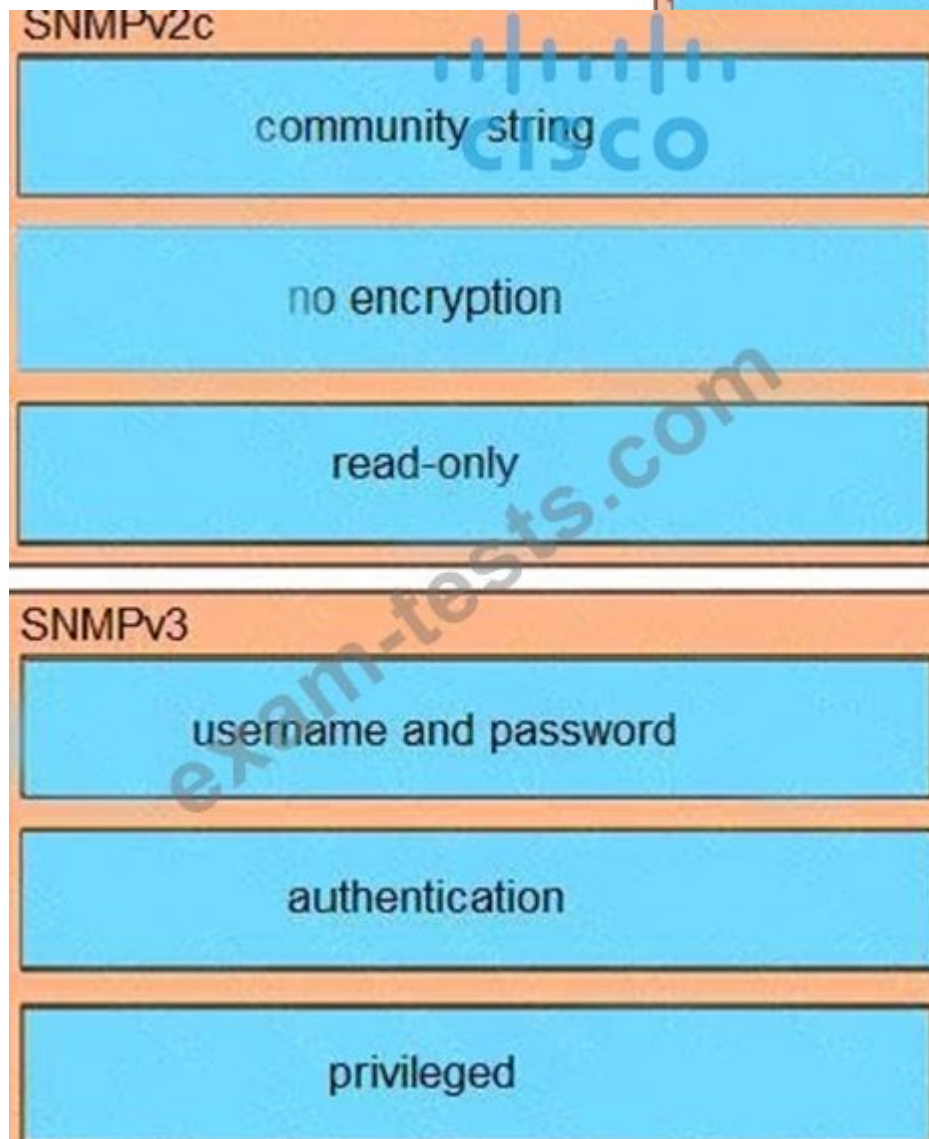 SNMPv2c
community string
CISCO
no encryption
read-only
SNMPv3
username and password
authentication
privileged
exam-tests.com